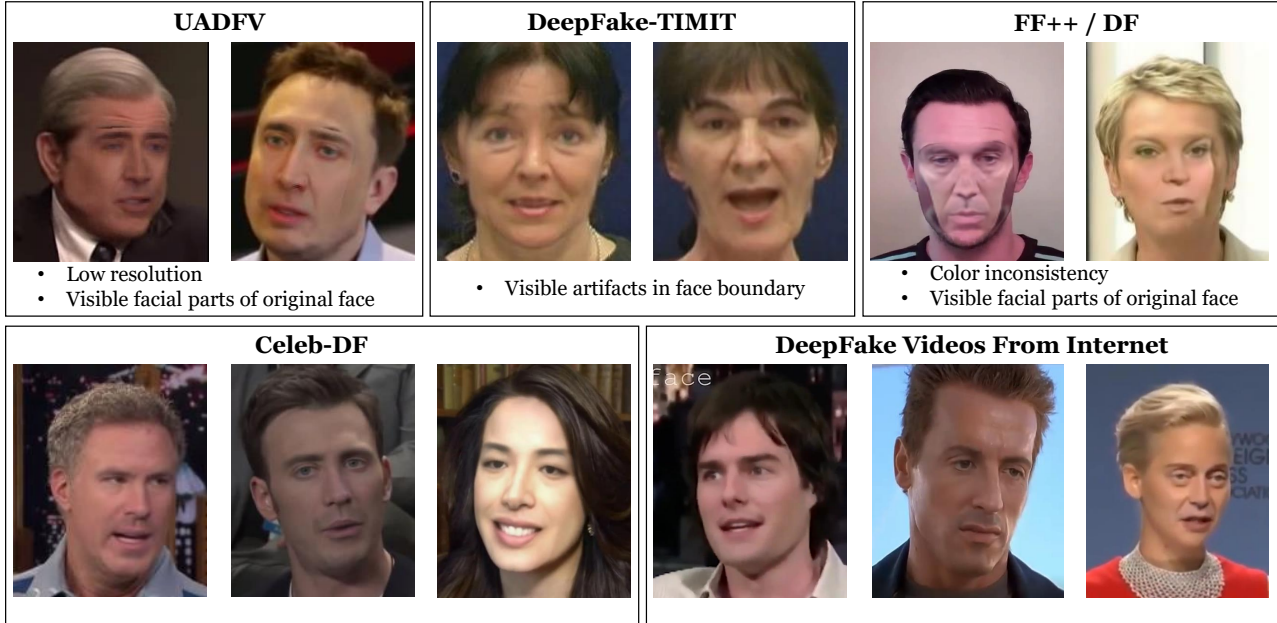 UADFV
DeepFake-TIMIT
FF++ / DF
• Low resolution
• Visible facial parts of original face
• Visible artifacts in face boundary
• Color inconsistency
• Visible facial parts of original face
Celeb-DF
DeepFake Videos From Internet
face